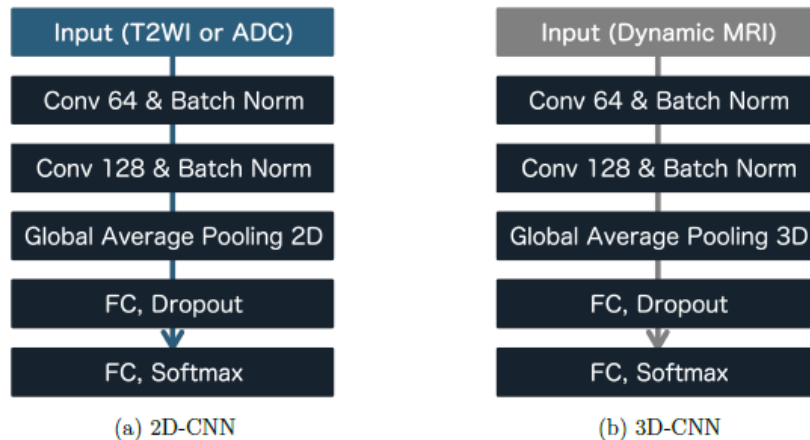 Input (T2WI or ADC)
Conv 64 & Batch Norm
Conv 128 & Batch Norm
Global Average Pooling 2D
FC, Dropout
FC, Softmax
(a) 2D-CNN
Input (Dynamic MRI)
Conv 64 & Batch Norm
Conv 128 & Batch Norm
Global Average Pooling 3D
FC, Dropout
FC, Softmax
(b) 3D-CNN